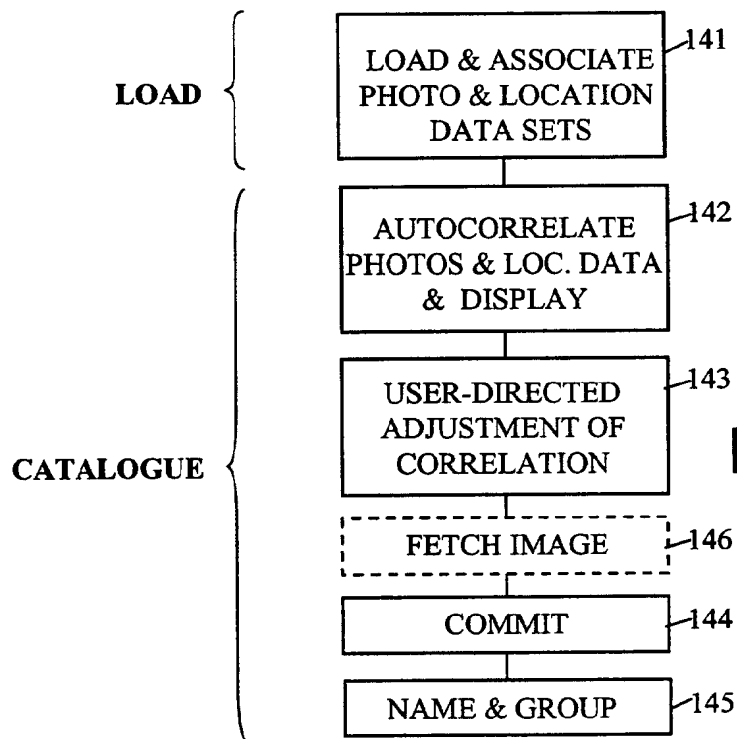 LOAD
LOAD & ASSOCIATE
PHOTO & LOCATION
DATA SETS
141
CATALOGUE
AUTOCORRELATE
PHOTOS & LOC. DATA
& DISPLAY
142
USER-DIRECTED
ADJUSTMENT OF
CORRELATION
143
FETCH IMAGE
146
COMMIT
144
NAME & GROUP
145